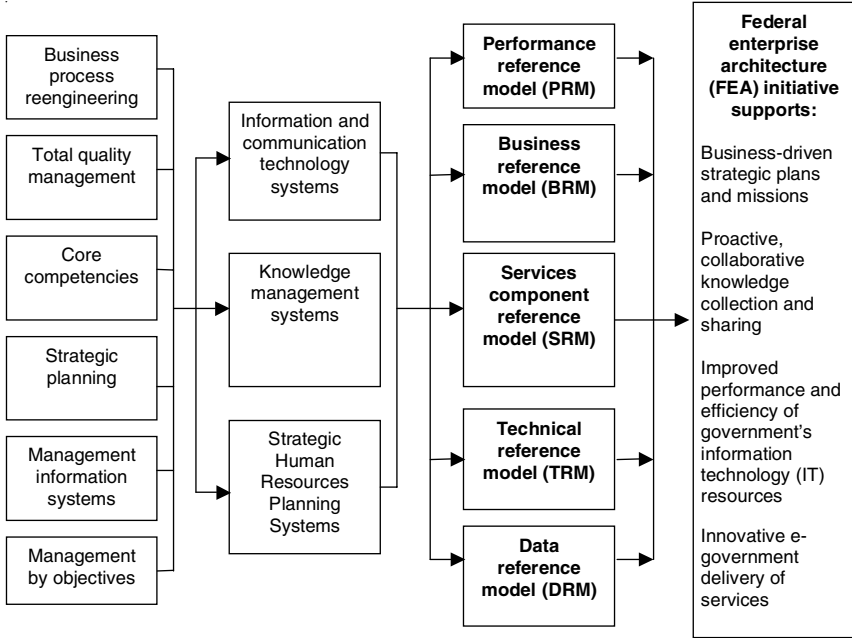 Business
process
reengineering
Total quality
management
Core
competencies
Strategic
planning
Management
information
systems
Management
by objectives
Information and
communication
technology
systems
Knowledge
management
systems
Strategic
Human
Resources
Planning
Systems
Performance
reference
model (PRM)
Business
reference
model (BRM)
Services
component
reference
model (SRM)
Technical
reference
model (TRM)
Data
reference
model (DRM)
Federal
enterprise
architecture
(FEA) initiative
supports:
Business-driven
strategic plans
and missions
Proactive,
collaborative
knowledge
collection and
sharing
Improved
performance and
efficiency of
government's
information
technology (IT)
resources
Innovative e-
government
delivery of
services